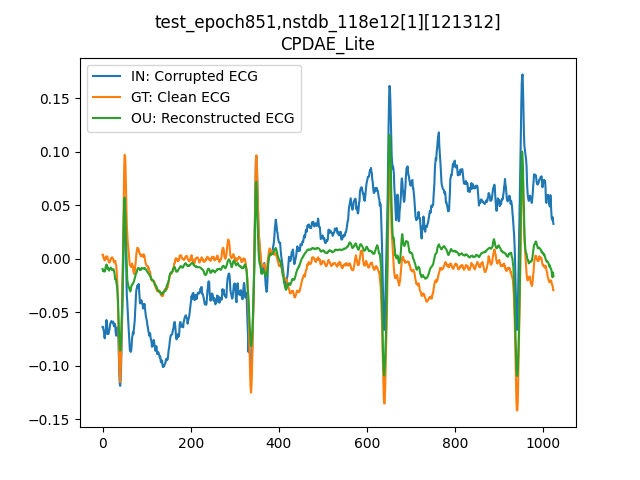 test_epoch851,nstdb_118e12[1][121312]
CPDAE_Lite
IN: Corrupted ECG
GT: Clean ECG
OU: Reconstructed ECG
0.15
0.10
0.05
0.00
−0.05
−0.10
−0.15
0 200 400 600 800 1000